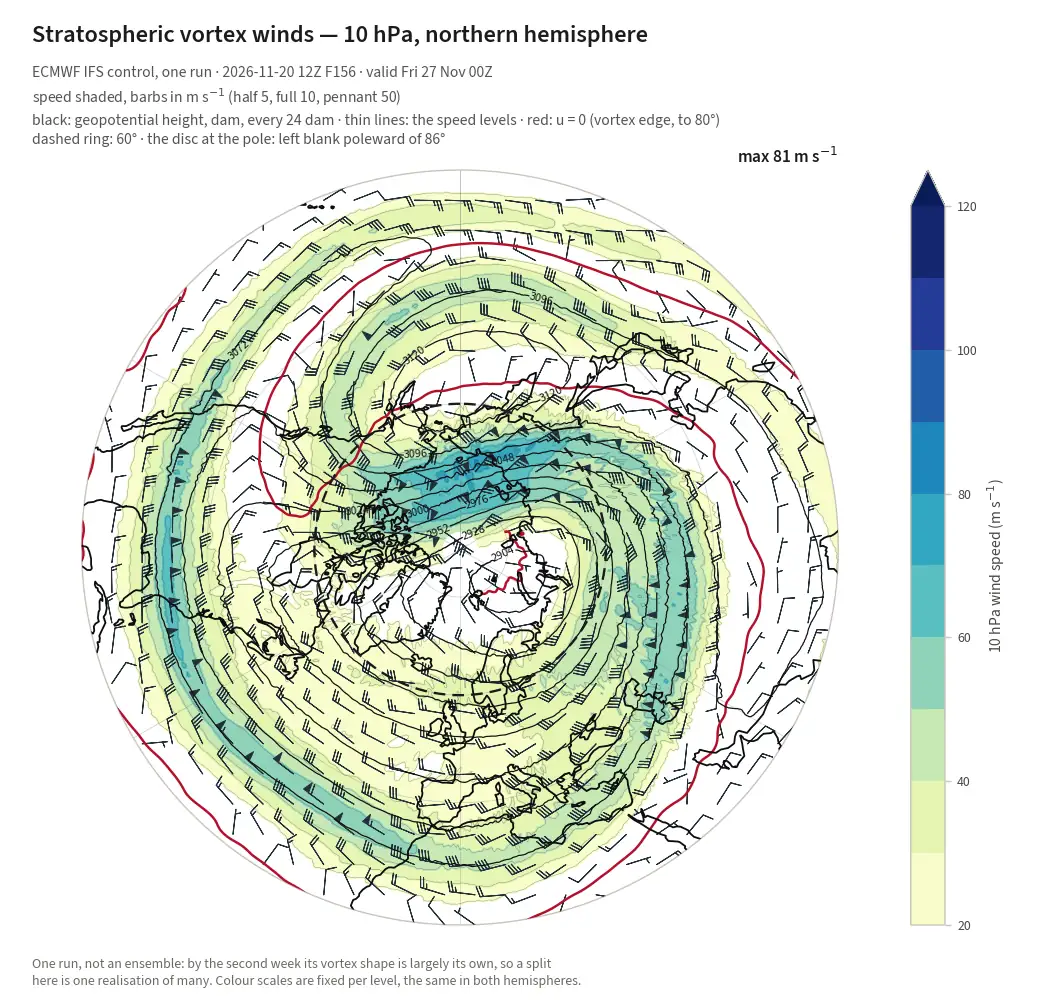 Stratospheric vortex winds — 10 hPa, northern hemisphere
ECMWF IFS control, one run · 2026-11-20 12Z F156 · valid Fri 27 Nov 00Z
speed shaded, barbs in m s⁻¹ (half 5, full 10, pennant 50)
black: geopotential height, dam, every 24 dam · thin lines: the speed levels · red: u = 0 (vortex edge, to 80°)
dashed ring: 60° · the disc at the pole: left blank poleward of 86°
max 81 m s⁻¹
120
100
80
60
40
20
10 hPa wind speed (m s⁻¹)
3096
3072
3120
3120
3096
3048
2976
3000
2952
2928
2904
One run, not an ensemble: by the second week its vortex shape is largely its own, so a split
here is one realisation of many. Colour scales are fixed per level, the same in both hemispheres.